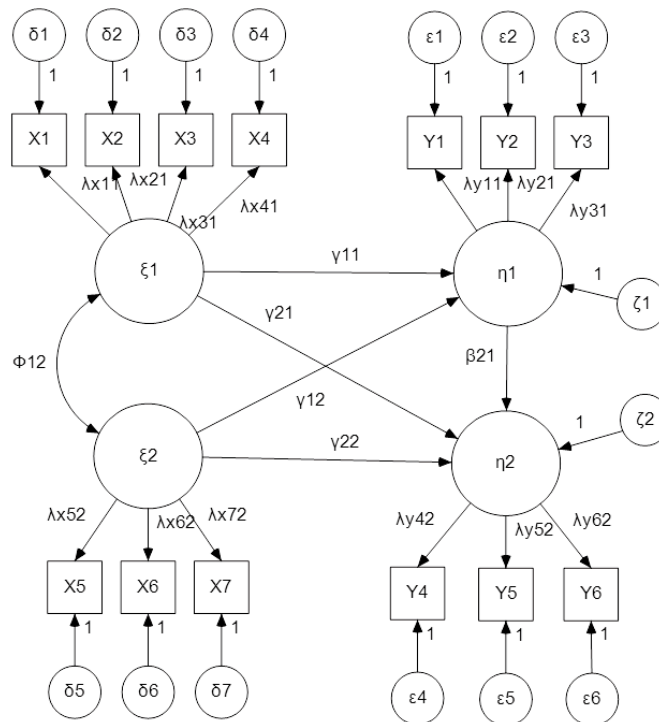 δ1 δ2 δ3 δ4 ε1 ε2 ε3
1 1 1 1 1 1 1
X1 X2 X3 X4 Y1 Y2 Y3
λx11 λx21 λy11 λy21
λx31 λx41 λy31
ξ1 γ11 η1 1
ζ1
γ21
Φ12 β21
γ12 1 ζ2
ξ2 γ22 η2
λx52 λx62 λx72 λy42 λy52 λy62
X5 X6 X7 Y4 Y5 Y6
1 1 1 1 1 1
δ5 δ6 δ7 ε4 ε5 ε6